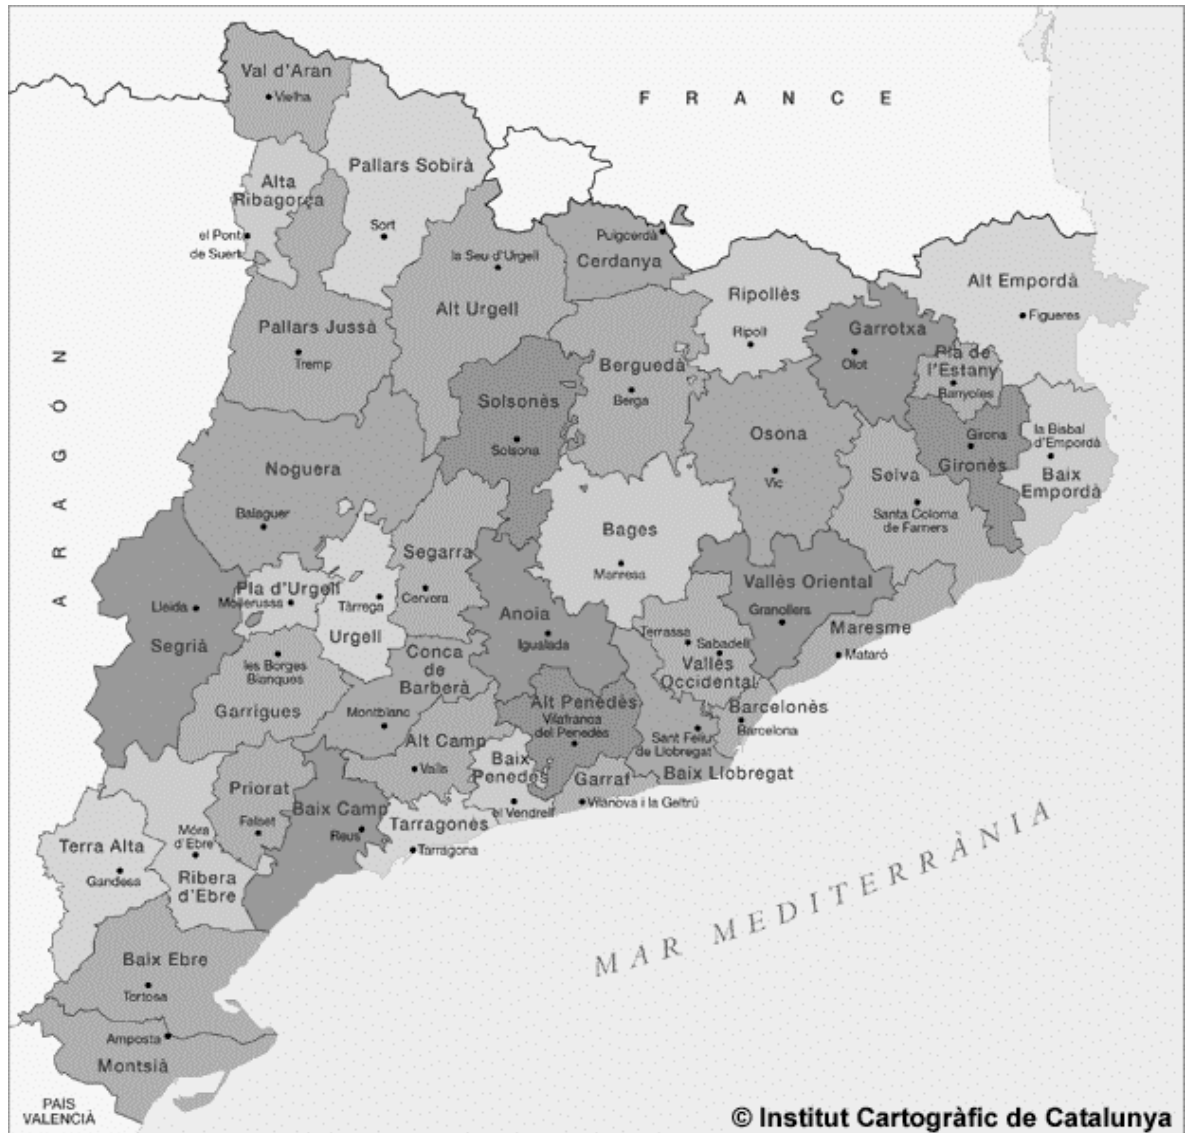 Val d'Aran
Vielha
F R A N C E
Pallars Sobirà
Alta
Ribagorça
Sort
el Pont
de Suert
la Seu d'Urgell
Puigcerdà
Cerdanya
Alt Urgell
Ripollès
Ripoll
Alt Empordà
Figueres
Pallars Jussà
Tremp
Garrotxa
Olot
Pla de
l'Estany
Banyoles
Berguedà
Berga
Solsonès
Solsona
Osona
Vic
Girona
Gironès
la Bisbal
d'Empordà
Baix
Empordà
Selva
Santa Coloma
de Farners
Noguera
Balaguer
A R A G Ó N
Bages
Manresa
Segarra
Cervera
Vallès Oriental
Granollers
Pla d'Urgell
Mollerussa
Tàrrega
Urgell
Lleida
Segrià
Anoia
Igualada
Terrassa
Sabadell
Vallès
Occidental
Maresme
Mataró
les Borges
Blanques
Garrigues
Conca
de
Barberà
Montblanc
Alt Penedès
Vilafranca
del Penedès
Barcelonès
Barcelona
Sant Feliu
de Llobregat
Baix Llobregat
Alt Camp
Valls
Baix
Penedès
el Vendrell
Garraf
Vilanova i la Geltrú
Priorat
Falset
Baix Camp
Reus
Tarragonès
Tarragona
Terra Alta
Gandesa
Móra
d'Ebre
Ribera
d'Ebre
MAR MEDITERRÀNIA
Baix Ebre
Tortosa
Amposta
Montsià
PAIS
VALENCIÀ
© Institut Cartogràfic de Catalunya